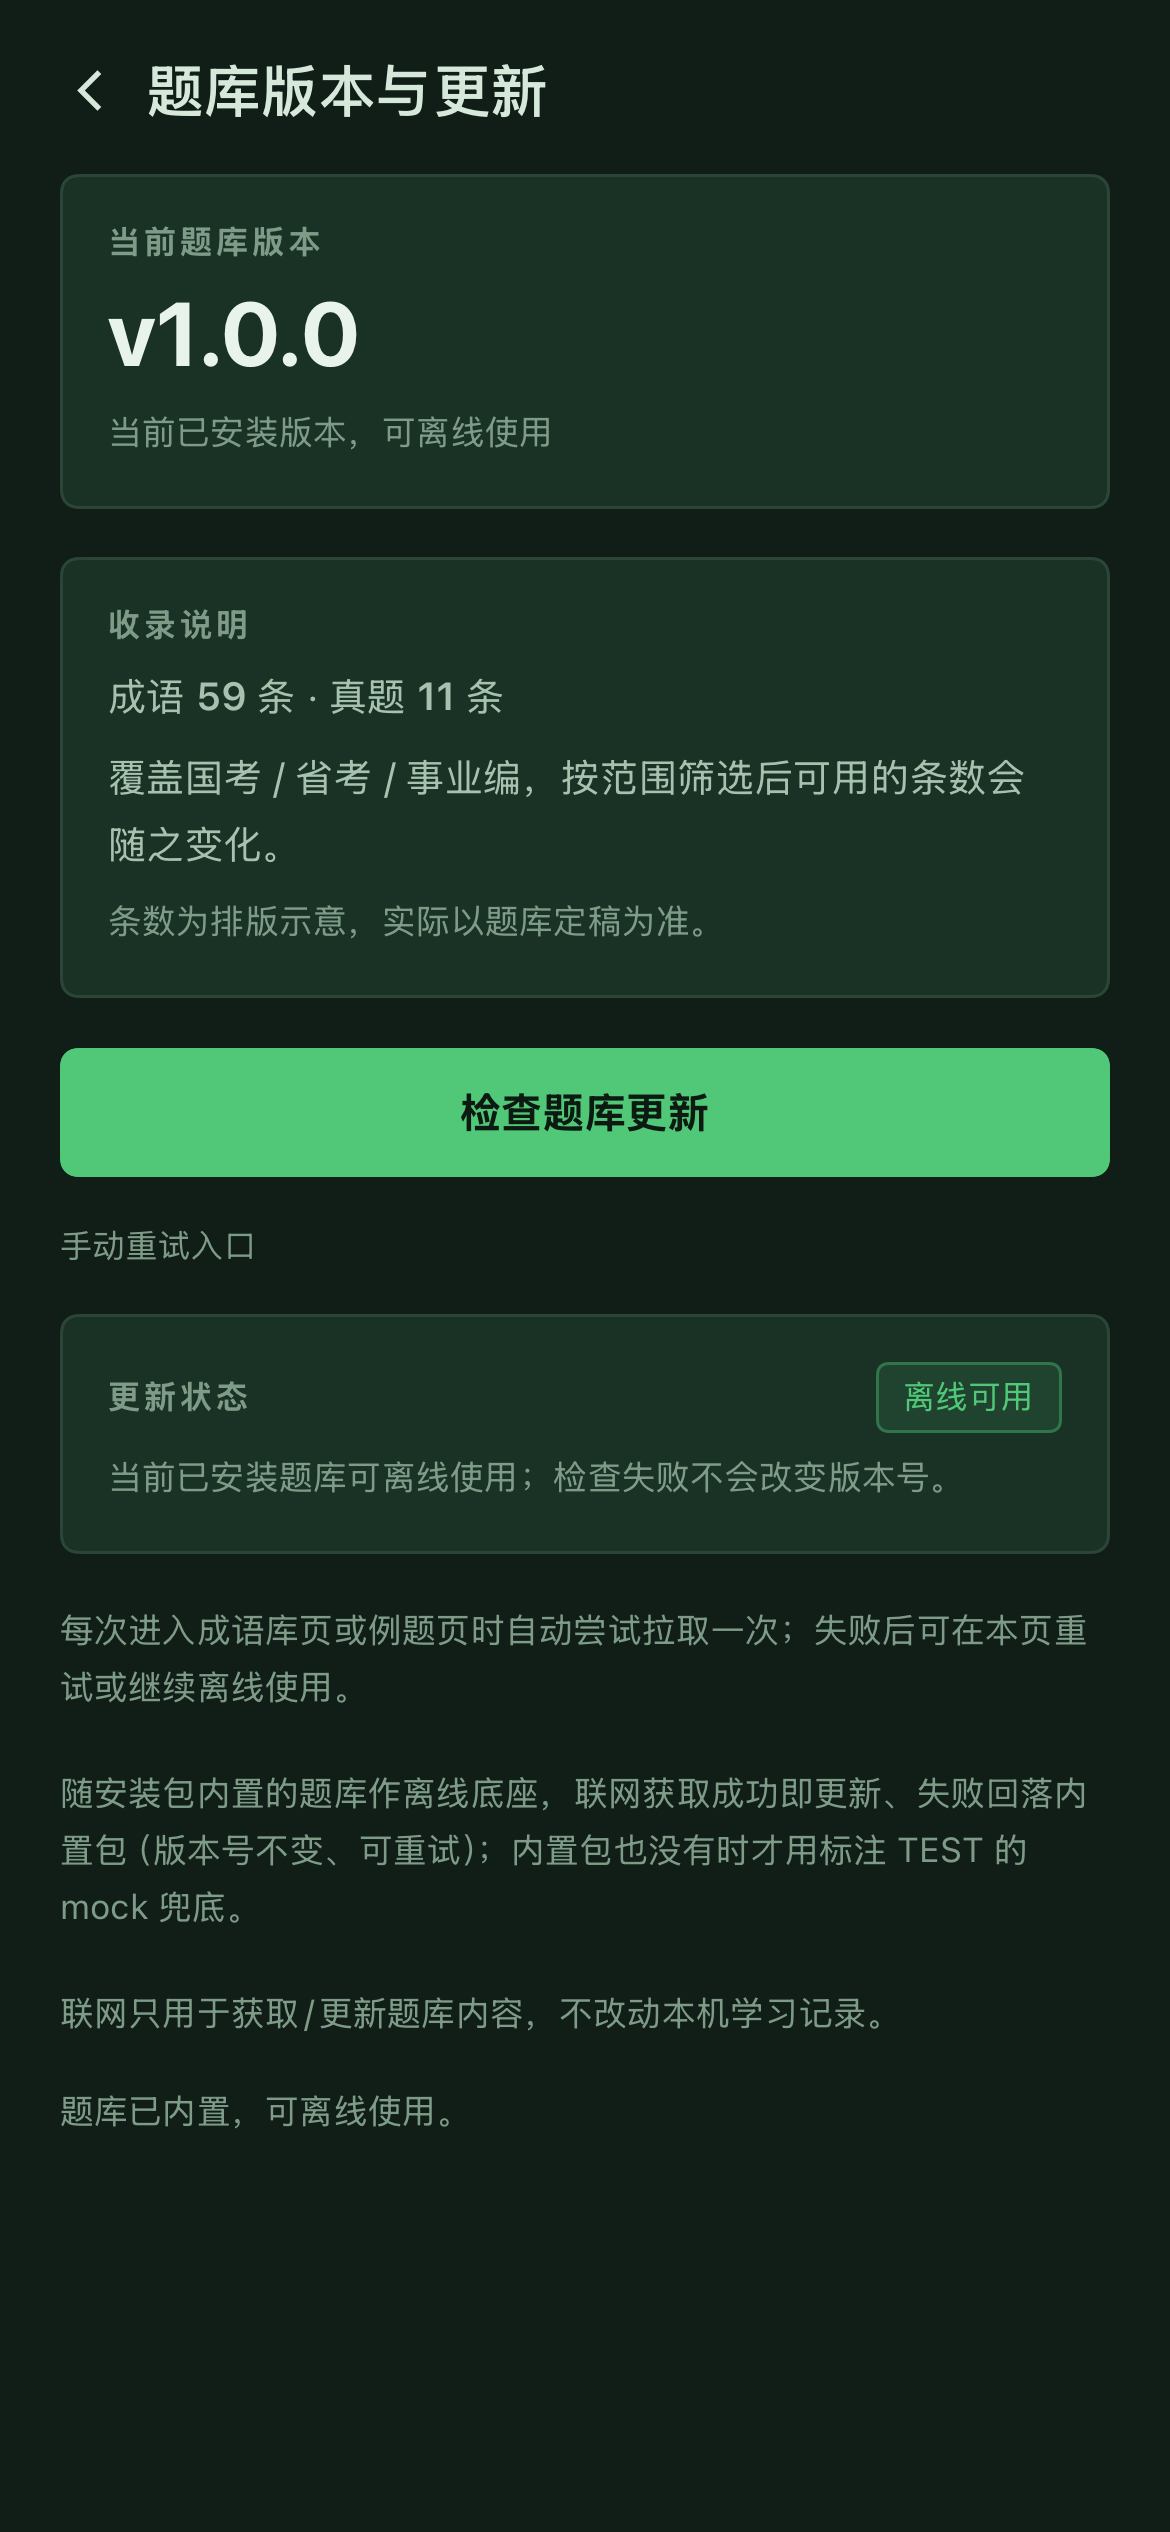 题库版本与更新
当前题库版本
v1.0.0
当前已安装版本，可离线使用
收录说明
成语 59 条 · 真题 11 条
覆盖国考 / 省考 / 事业编，按范围筛选后可用的条数会
随之变化。
条数为排版示意，实际以题库定稿为准。
检查题库更新
手动重试入口
更新状态
离线可用
当前已安装题库可离线使用；检查失败不会改变版本号。
每次进入成语库页或例题页时自动尝试拉取一次；失败后可在本页重
试或继续离线使用。
随安装包内置的题库作离线底座，联网获取成功即更新、失败回落内
置包 (版本号不变、可重试)；内置包也没有时才用标注 TEST 的
mock 兜底。
联网只用于获取/更新题库内容，不改动本机学习记录。
题库已内置，可离线使用。